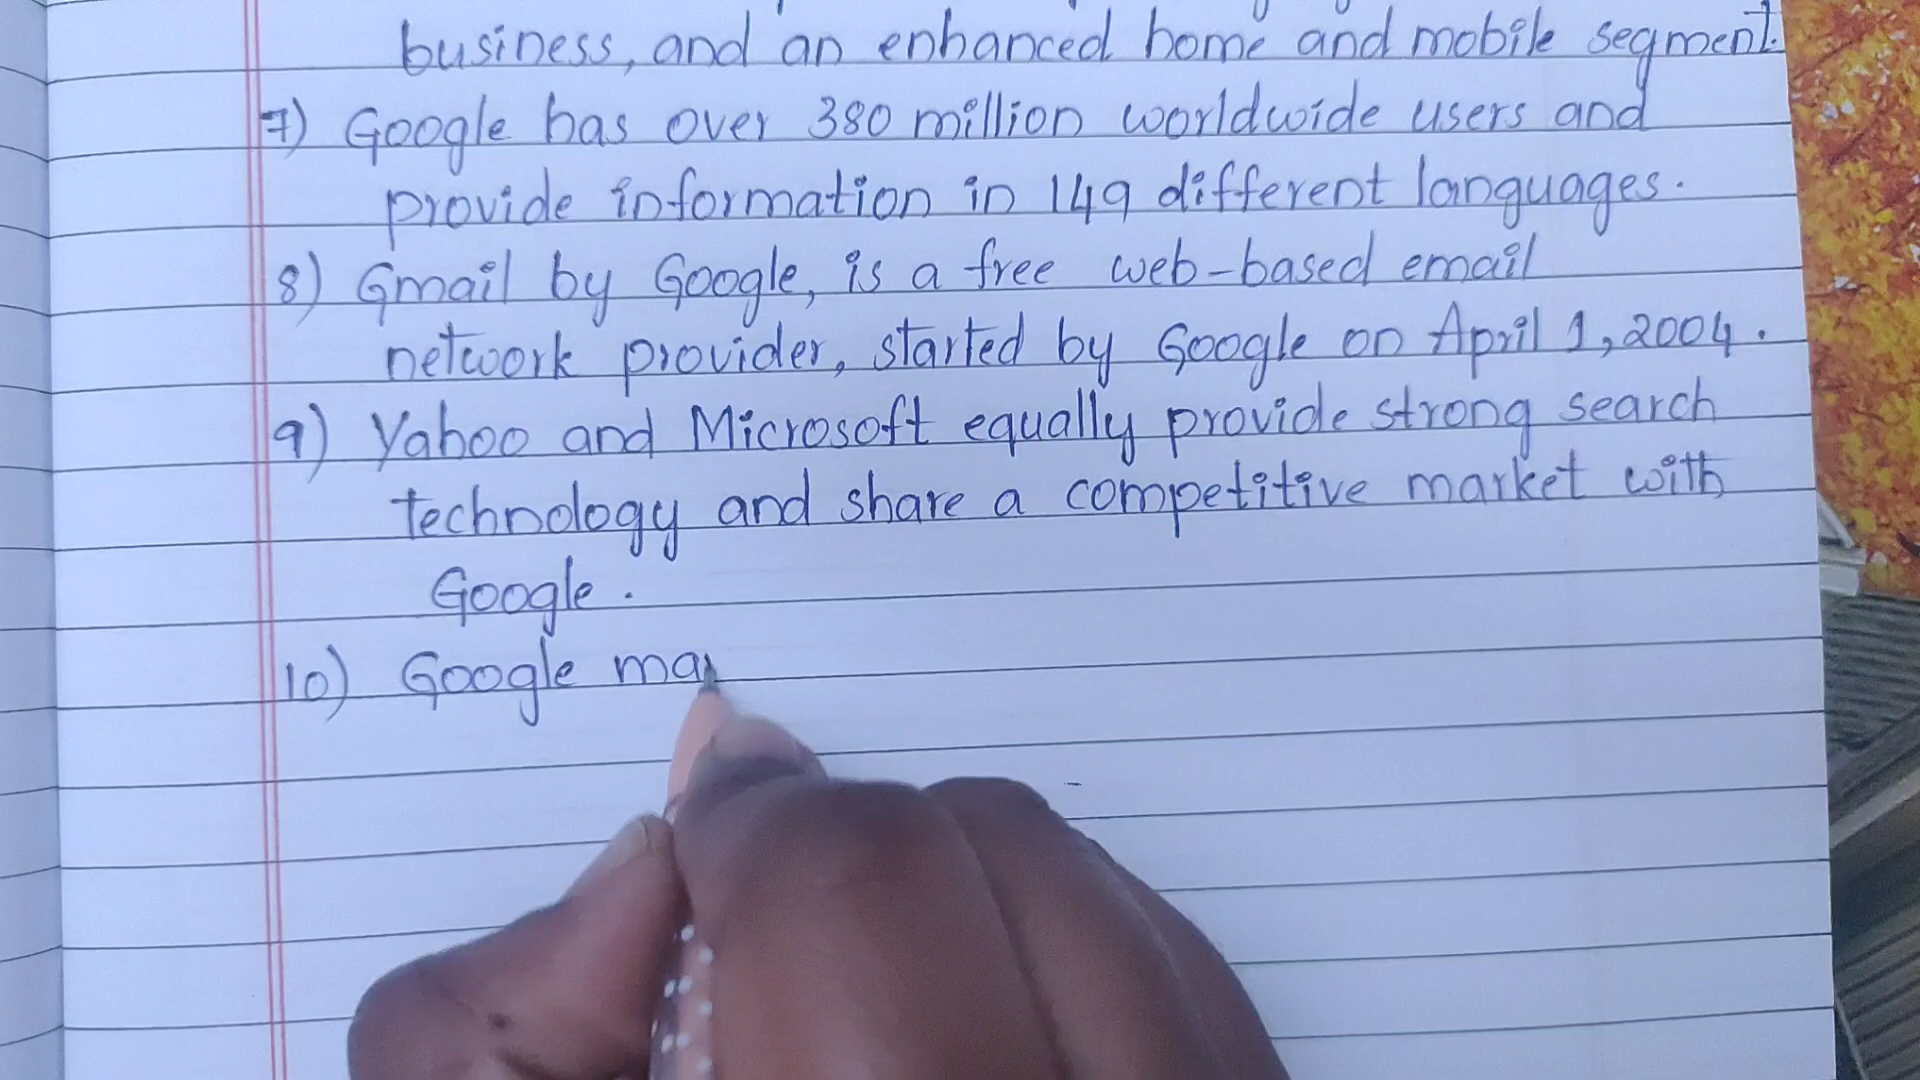 business, and an enhanced home and mobile segment.
7) Google has over 380 million worldwide users and
provide information in 149 different languages.
8) Gmail by Google, is a free web-based email
network provider, started by Google on April 1, 2004.
9) Yahoo and Microsoft equally provide strong search
technology and share a competitive market with
Google.
10) Google ma